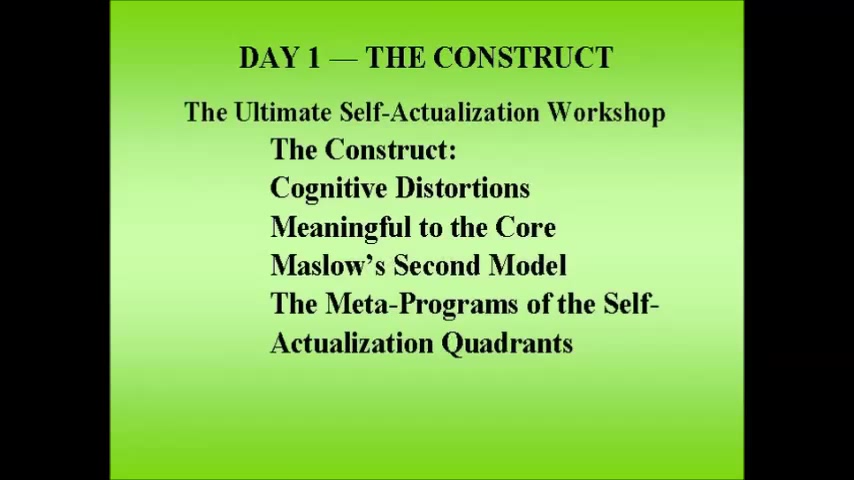 DAY 1 — THE CONSTRUCT
The Ultimate Self-Actualization Workshop
The Construct:
Cognitive Distortions
Meaningful to the Core
Maslow’s Second Model
The Meta-Programs of the Self-
Actualization Quadrants